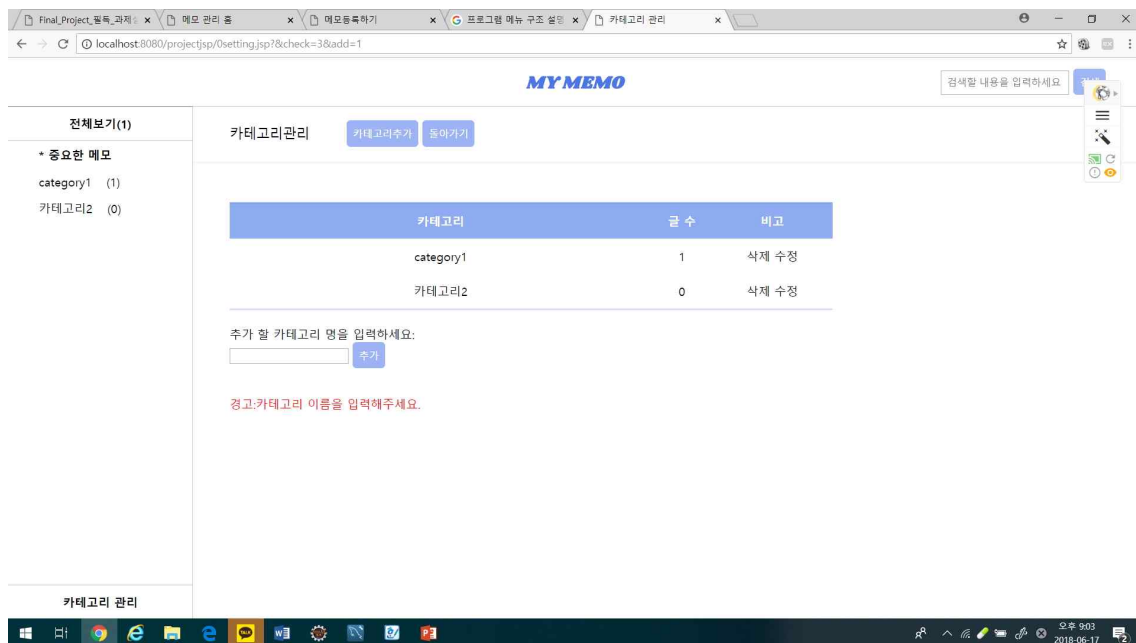 Final_Project_필독_과제
메모 관리 홈
메모등록하기
프로그램 메뉴 구조 설명
카테고리 관리
localhost:8080/projectjsp/0setting.jsp?&check=3&add=1
MY MEMO
검색할 내용을 입력하세요
전체보기(1)
카테고리관리 카테고리추가 돌아가기
* 중요한 메모
category1 (1)
카테고리2 (0)
카테고리 글 수 비고
category1 1 삭제 수정
카테고리2 0 삭제 수정
추가 할 카테고리 명을 입력하세요:
추가
경고:카테고리 이름을 입력해주세요.
카테고리 관리
TALK
오후 9:03
2018-06-17